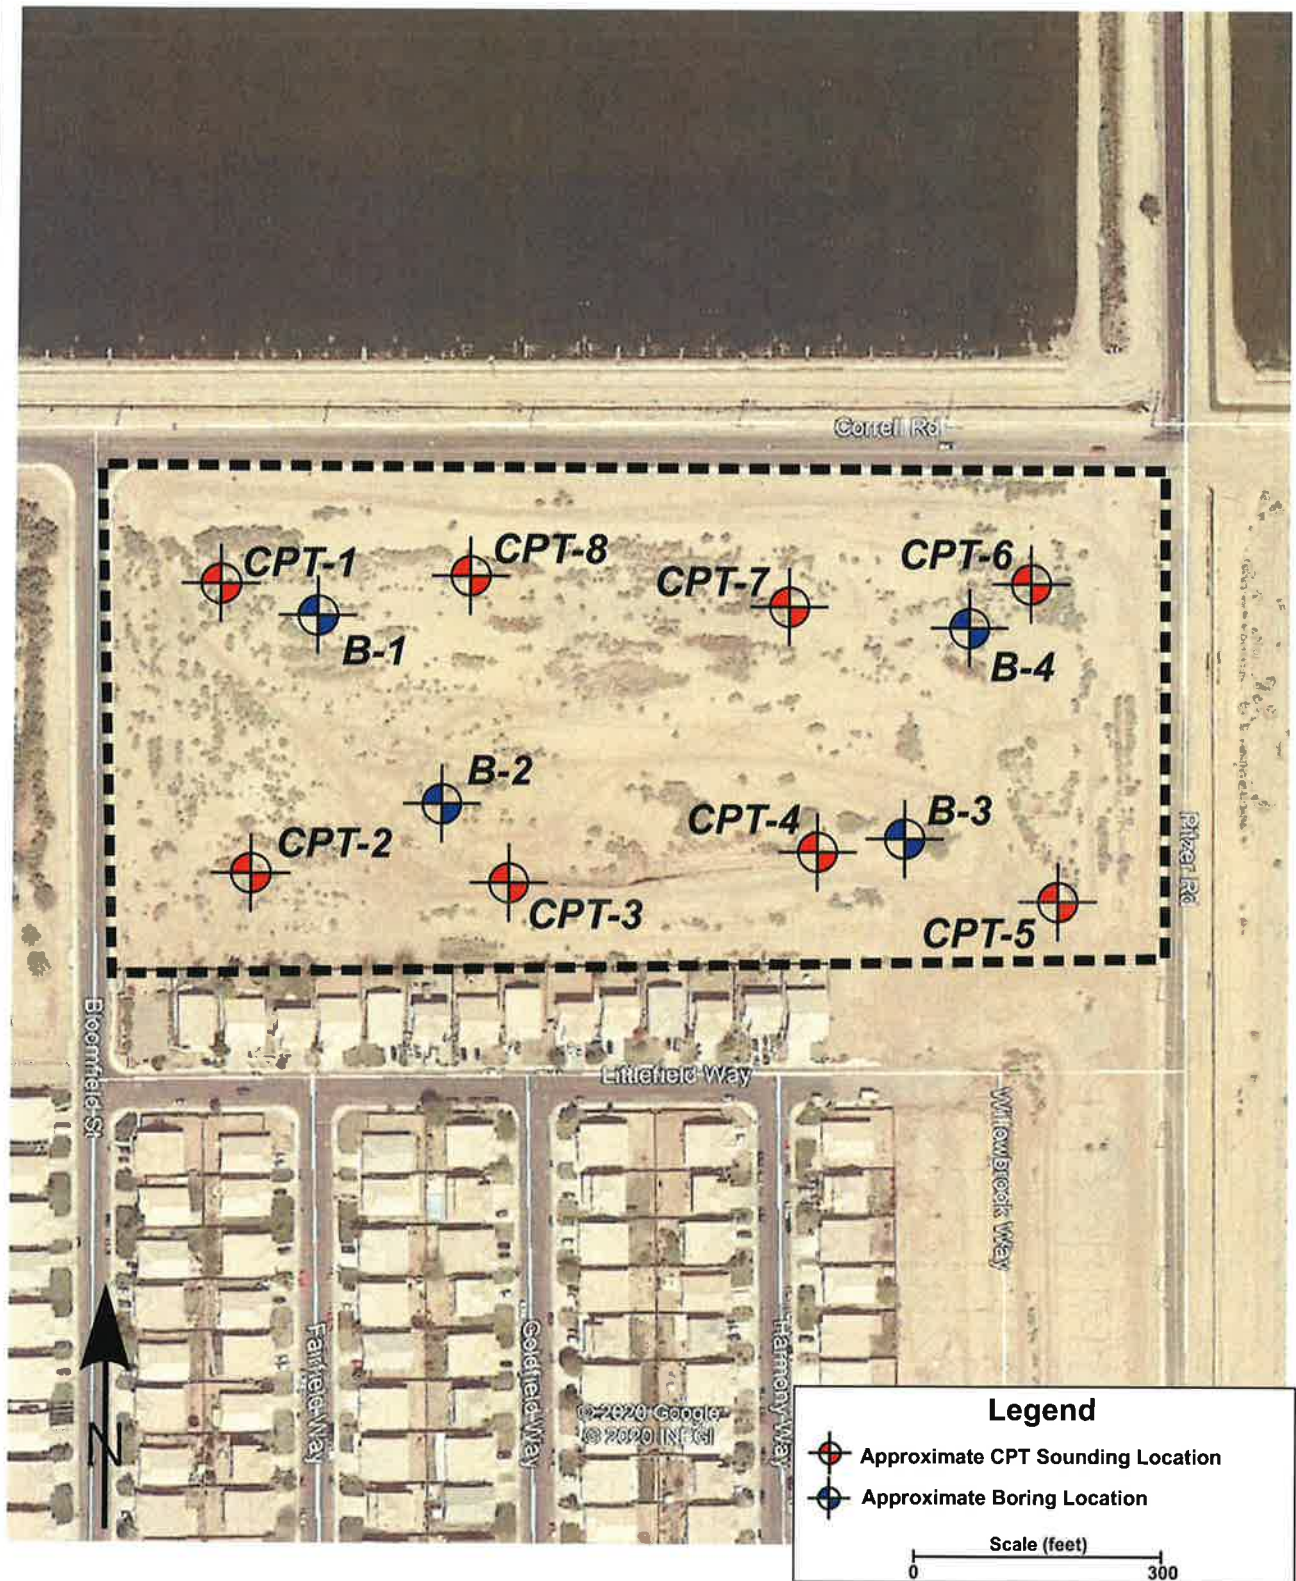 Correll Rd
CPT-1
CPT-8
CPT-7
CPT-6
B-1
B-4
B-2
B-3
CPT-4
CPT-2
CPT-3
CPT-5
Pitzer Rd
Bloomfield St
Littlefield Way
Willowbrook Way
Fairfield Way
Goldfield Way
Harmony Way
© 2020 Google
© 2020 INEGI
N
Legend
Approximate CPT Sounding Location
Approximate Boring Location
Scale (feet)
0 300